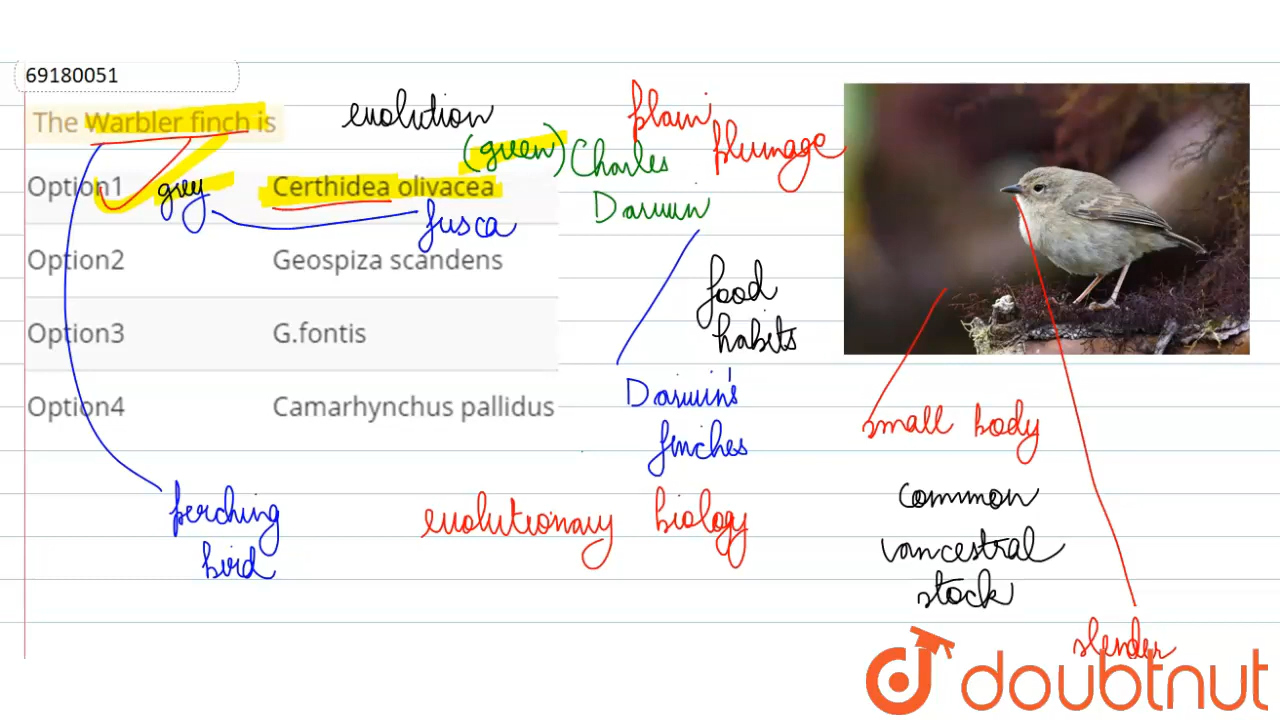 69180051
The Warbler finch is
evolution
plain
plumage
(green)
Charles
Darwin
Option1
grey
Certhidea olivacea
fusca
Option2
Geospiza scandens
food
habits
Option3
G.fontis
Darwin's
finches
Option4
Camarhynchus pallidus
small body
perching
bird
evolutionary biology
common
ancestral
stock
slender
doubtnut